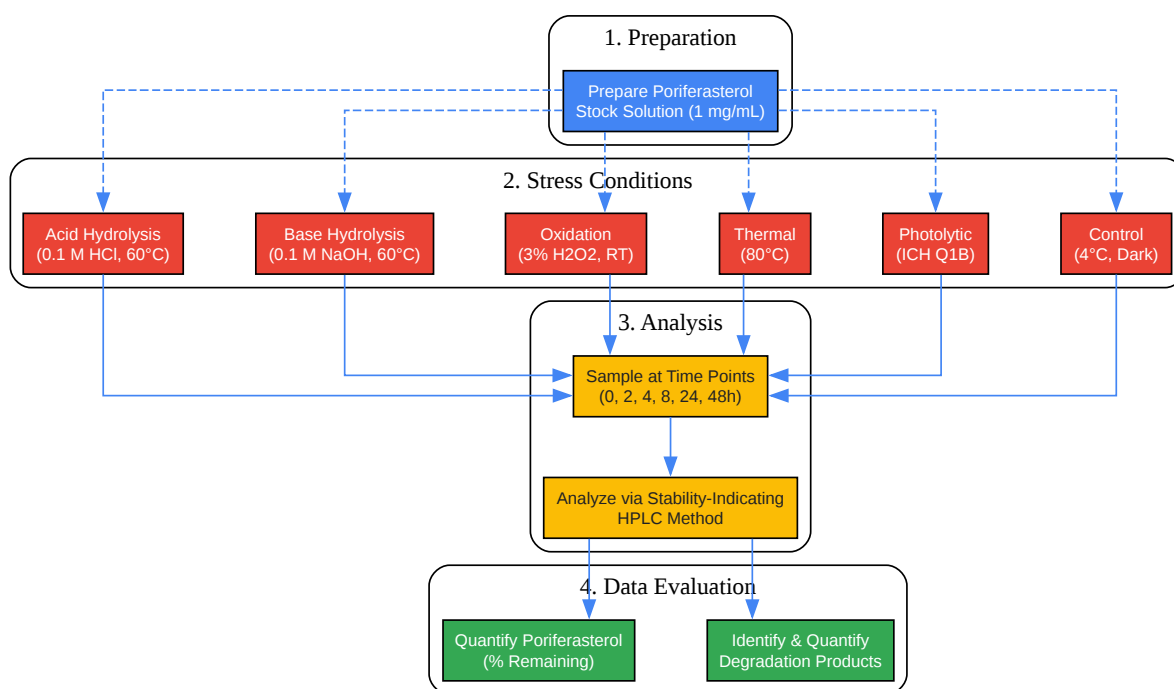 1. Preparation
Prepare Poriferasterol
Stock Solution (1 mg/mL)
2. Stress Conditions
Acid Hydrolysis
(0.1 M HCl, 60°C)
Base Hydrolysis
(0.1 M NaOH, 60°C)
Oxidation
(3% H2O2, RT)
Thermal
(80°C)
Photolytic
(ICH Q1B)
Control
(4°C, Dark)
3. Analysis
Sample at Time Points
(0, 2, 4, 8, 24, 48h)
Analyze via Stability-Indicating
HPLC Method
4. Data Evaluation
Quantify Poriferasterol
(% Remaining)
Identify & Quantify
Degradation Products